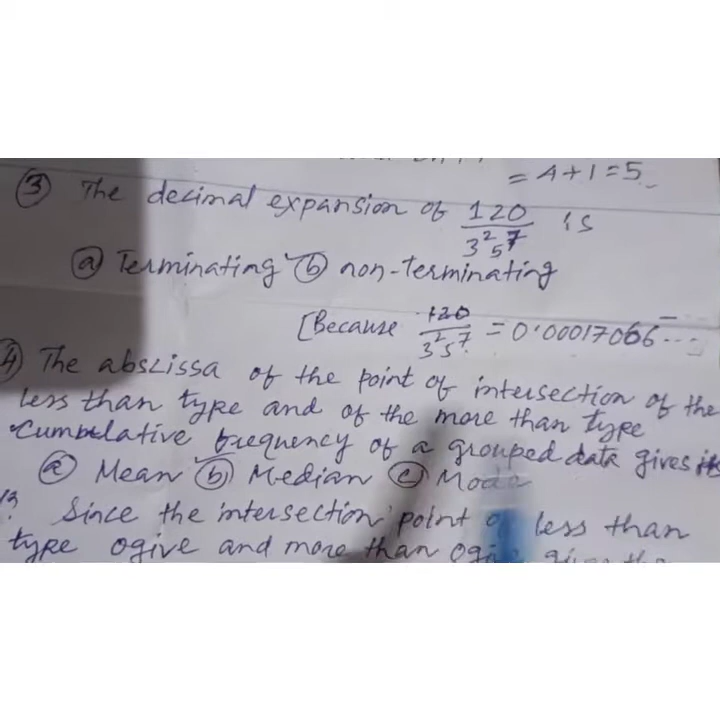 = 4+1=5
③ The decimal expansion of 120/3²5⁷ is
ⓐ Terminating ⓑ non-terminating
[Because 120/3²5⁷ = 0.00017066...
4) The abscissa of the point of intersection of the
less than type and of the more than type
cumulative frequency of a grouped data gives its
ⓐ Mean ⓑ Median ⓒ Mode
Since the intersection point of less than
type ogive and more than ogive